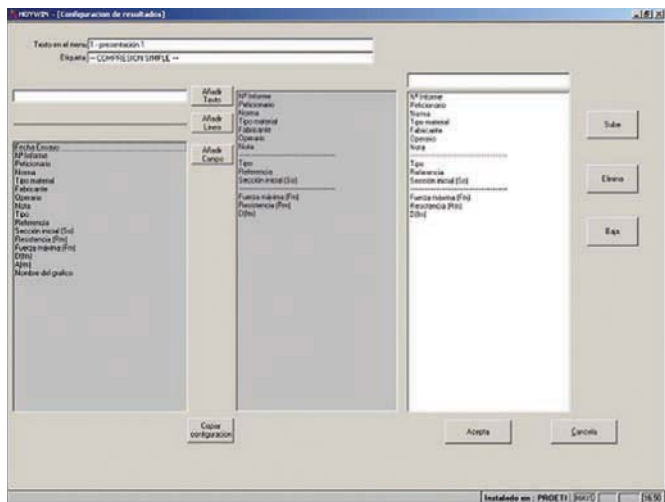 HOYWIN - [Configuracion de resultados]
Texto en el menu 1 - presentación 1
Etiqueta -- COMPRESION SIMPLE --
Añadir Texto
Añadir Línea
Añadir Campo
Fecha Ensayo
Nº Informe
Peticionario
Norma
Tipo material
Fabricante
Operario
Nota
Tipo
Referencia
Sección inicial (So)
Resistencia (Rm)
Fuerza máxima (Fm)
D(fm)
A(fm)
Nombre del grafico
Nº Informe
Peticionario
Norma
Tipo material
Fabricante
Operario
Nota
Tipo
Referencia
Sección inicial (So)
Fuerza máxima (Fm)
Resistencia (Rm)
D(fm)
Nº Informe
Peticionario
Norma
Tipo material
Fabricante
Operario
Nota
Tipo
Referencia
Sección inicial (So)
Fuerza máxima (Fm)
Resistencia (Rm)
D(fm)
Sube
Elimina
Baja
Copiar configuracion
Acepta
Cancela
Instalado en : PROETI
MAYÚ